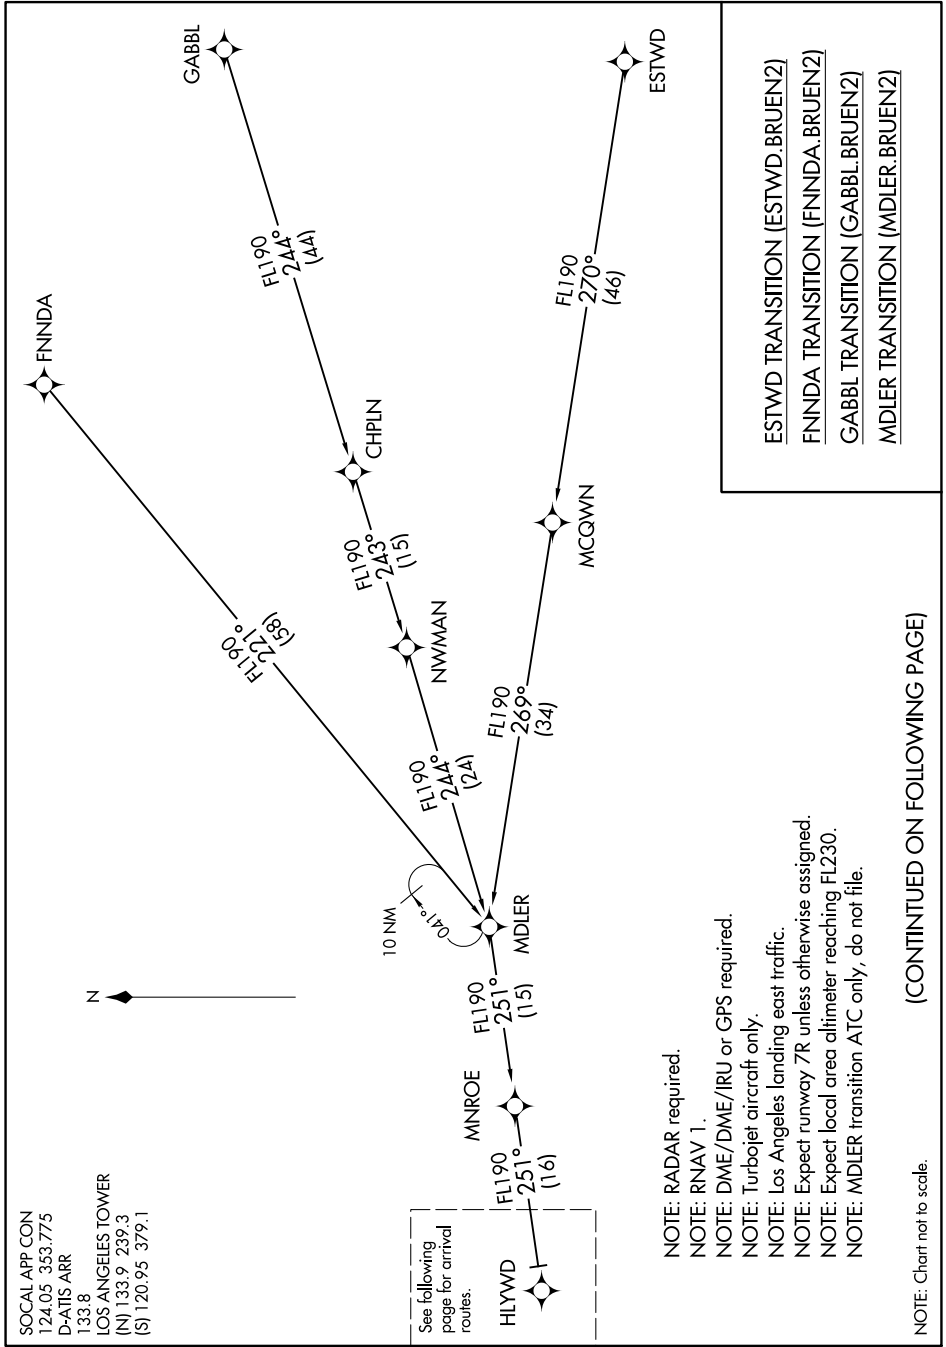 SOCAL APP CON
124.05 353.775
D-ATIS ARR
133.8
LOS ANGELES TOWER
(N) 133.9 239.3
(S) 120.95 379.1
N
FNNDA
GABBL
FL190
221°
(58)
FL190
244°
(44)
CHPLN
FL190
243°
(15)
NWMAN
FL190
244°
(24)
10 NM
041°
MDLER
FL190
251°
(15)
MNROE
FL190
251°
(16)
See following
page for arrival
routes.
HLYWD
FL190
269°
(34)
MCQWN
FL190
270°
(46)
ESTWD
NOTE: RADAR required.
NOTE: RNAV 1.
NOTE: DME/DME/IRU or GPS required.
NOTE: Turbojet aircraft only.
NOTE: Los Angeles landing east traffic.
NOTE: Expect runway 7R unless otherwise assigned.
NOTE: Expect local area altimeter reaching FL230.
NOTE: MDLER transition ATC only, do not file.
ESTWD TRANSITION (ESTWD.BRUEN2)
FNNDA TRANSITION (FNNDA.BRUEN2)
GABBL TRANSITION (GABBL.BRUEN2)
MDLER TRANSITION (MDLER.BRUEN2)
NOTE: Chart not to scale.
(CONTINTUED ON FOLLOWING PAGE)